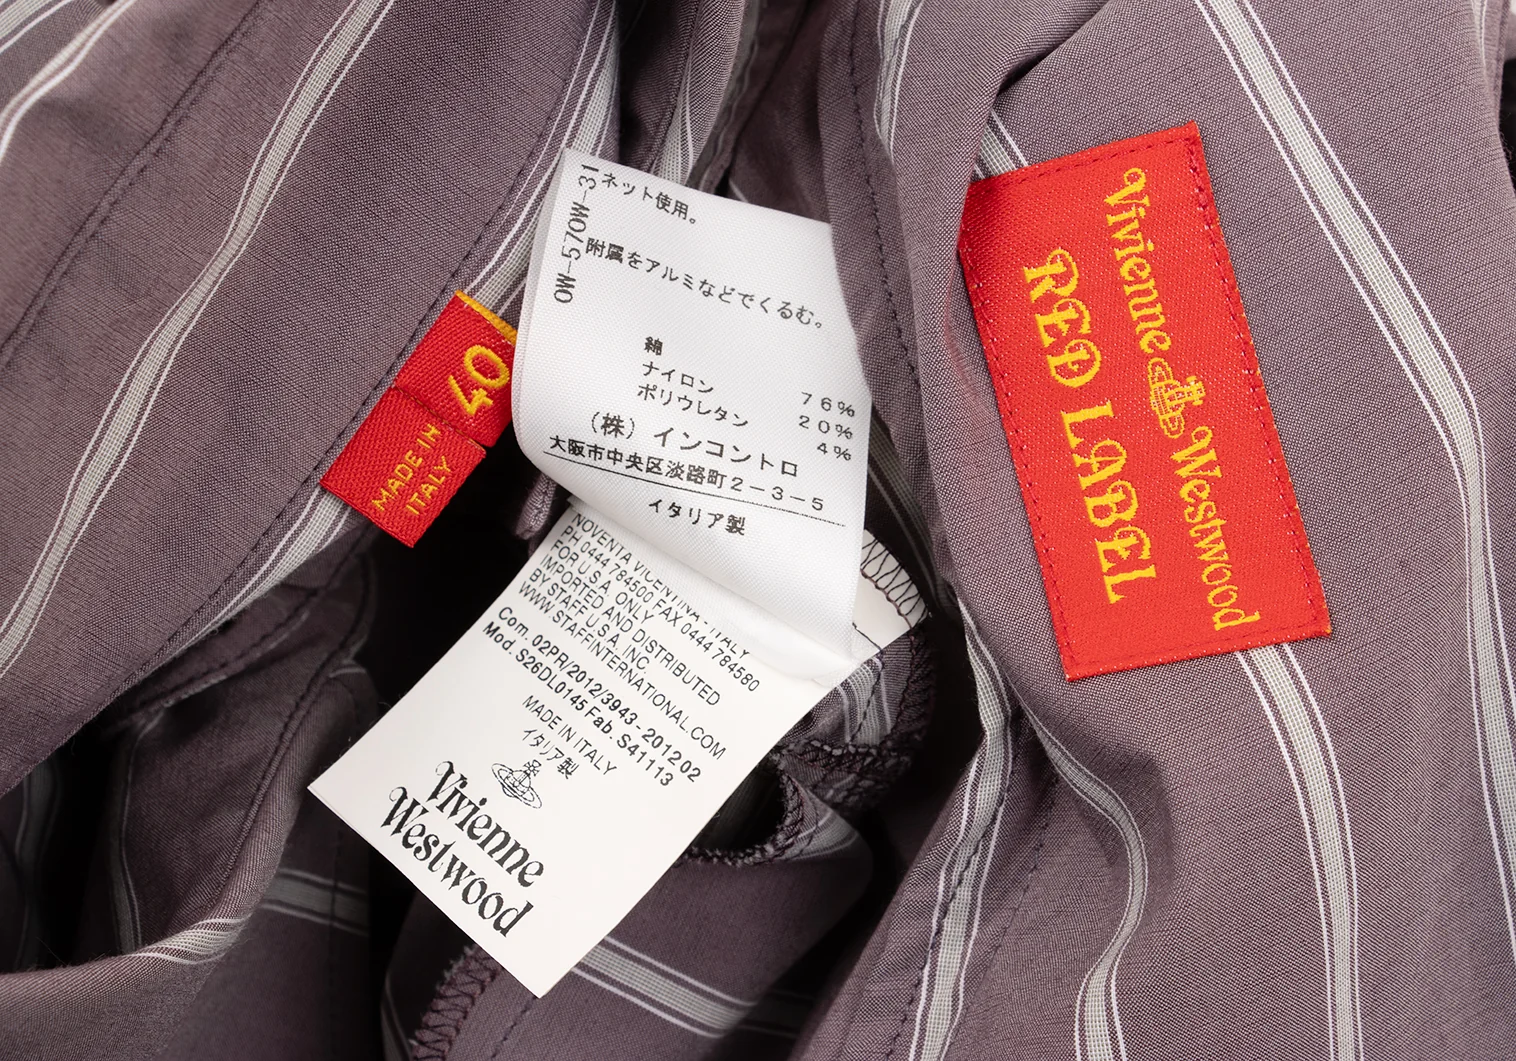 OW-570W-31
ネット使用。
附属をアルミなどでくるむ。
綿 76%
ナイロン 20%
ポリウレタン 4%
(株)インコントロ
大阪市中央区淡路町2-3-5
イタリア製
40
MADE IN
ITALY
NOVENTA VICENTINA - ITALY
PH 0444 784500 FAX 0444 784580
FOR U.S.A. ONLY
IMPORTED AND DISTRIBUTED
BY STAFF U.S.A. INC.
WWW.STAFFINTERNATIONAL.COM
Com. 02PR/2012/3943 - 2012 02
Mod. S26DL0145 Fab. S41113
MADE IN ITALY
イタリア製
Vivienne
Westwood
Vivienne Westwood
RED LABEL